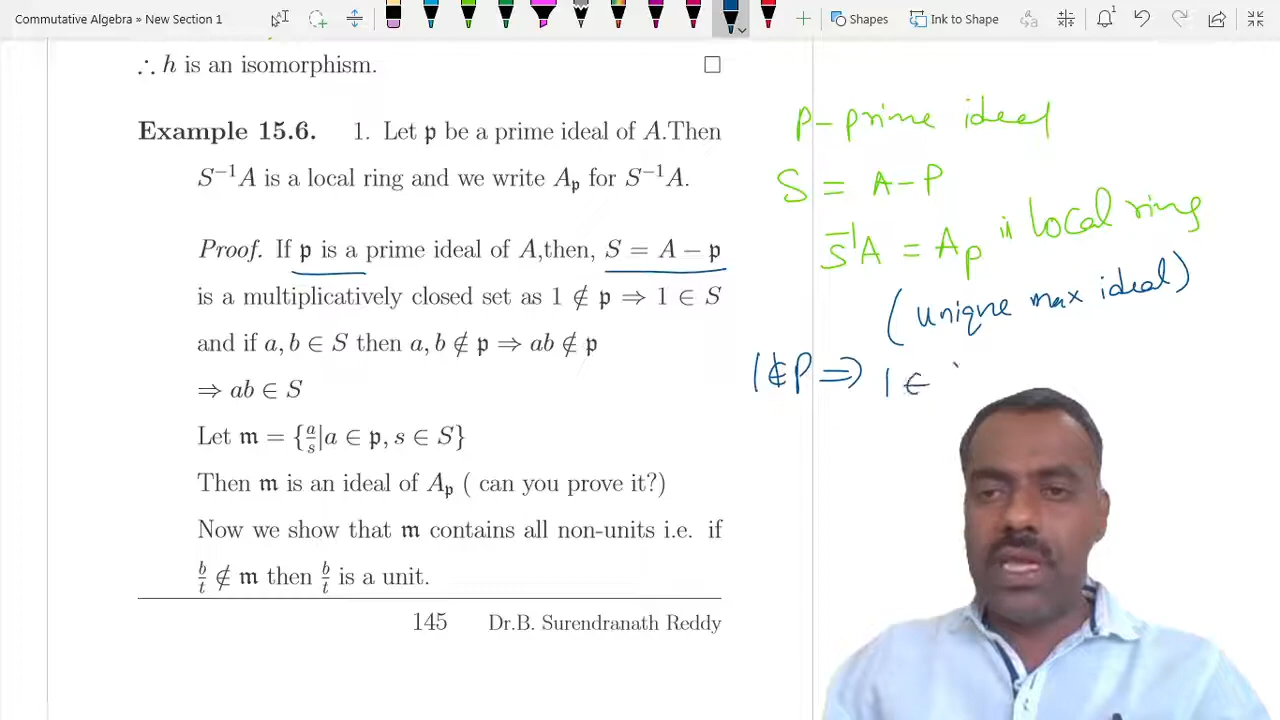 Commutative Algebra » New Section 1
Shapes
Ink to Shape
∴ h is an isomorphism. □
Example 15.6. 1. Let 𝔭 be a prime ideal of A.Then
S⁻¹A is a local ring and we write A_𝔭 for S⁻¹A.
Proof. If 𝔭 is a prime ideal of A,then, S = A − 𝔭
is a multiplicatively closed set as 1 ∉ 𝔭 ⇒ 1 ∈ S
and if a, b ∈ S then a, b ∉ 𝔭 ⇒ ab ∉ 𝔭
⇒ ab ∈ S
Let 𝔪 = {a/s|a ∈ 𝔭, s ∈ S}
Then 𝔪 is an ideal of A_𝔭 ( can you prove it?)
Now we show that 𝔪 contains all non-units i.e. if
b/t ∉ 𝔪 then b/t is a unit.
145 Dr.B. Surendranath Reddy
P – prime ideal
S = A – P
S⁻¹A = A_P is local ring
(unique max ideal)
1 ∉ P ⇒ 1 ∈